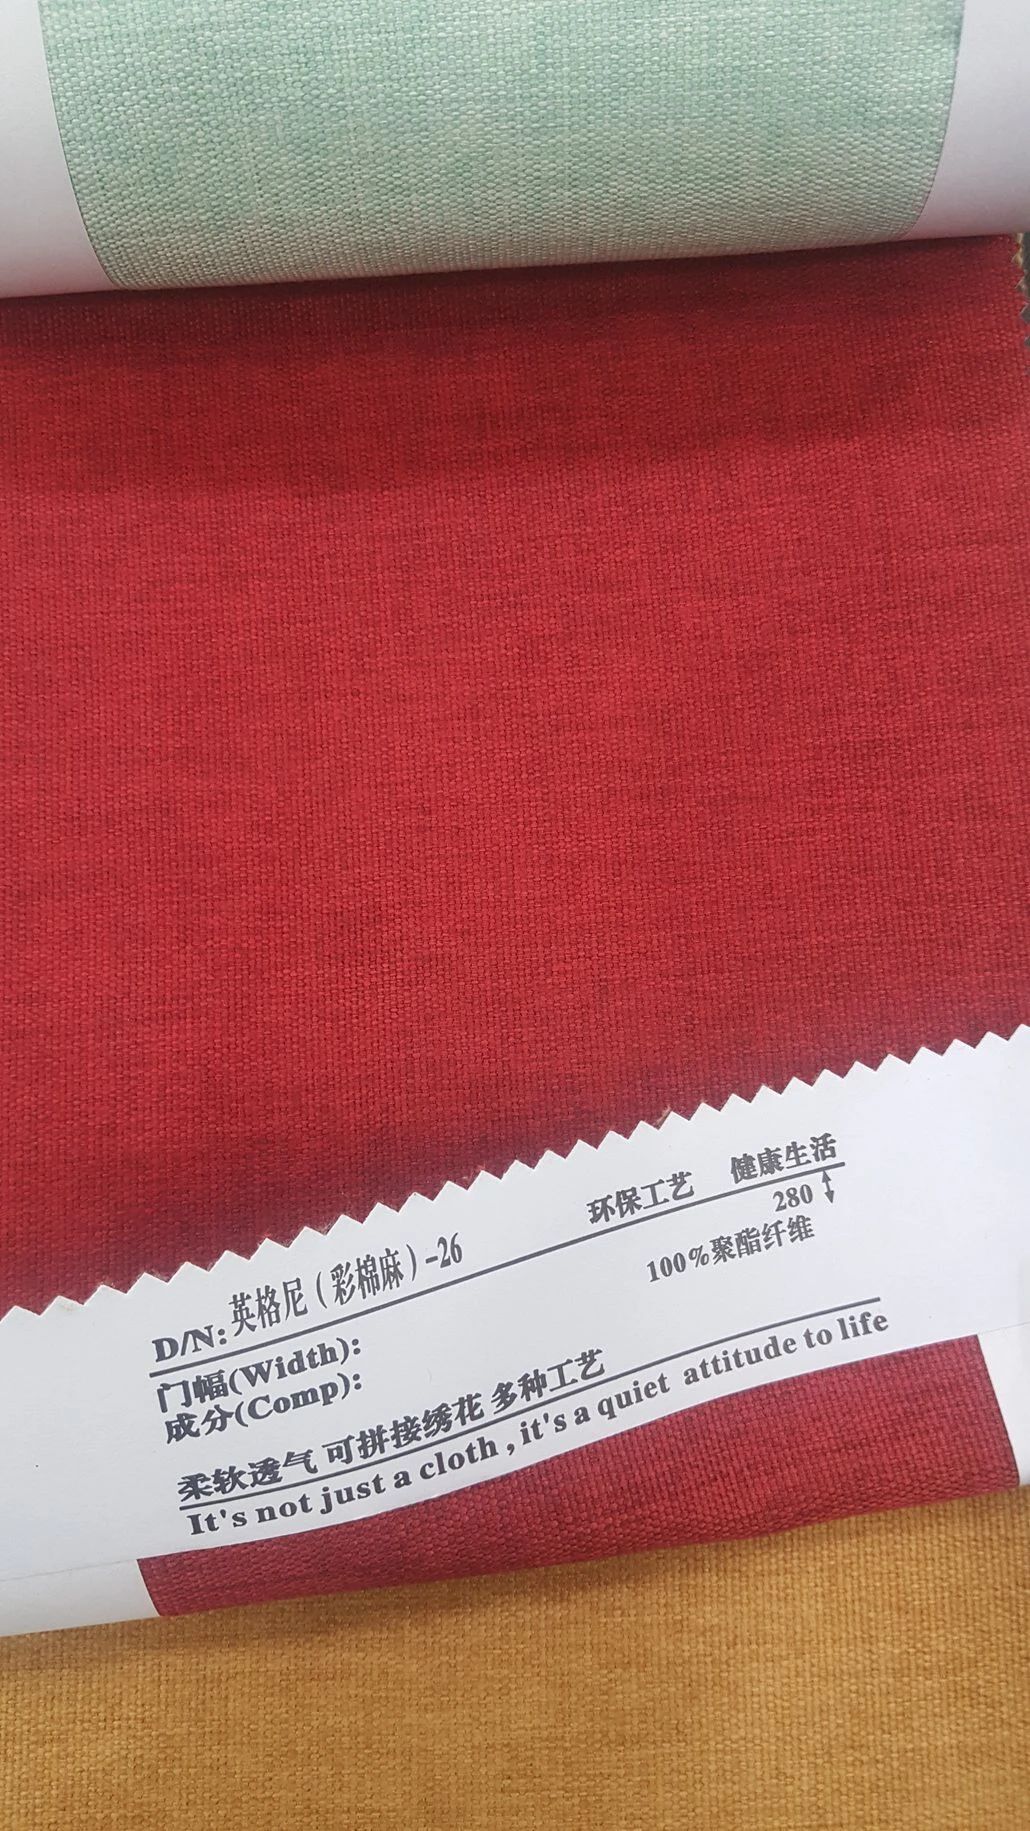 环保工艺 健康生活
D/N: 英格尼（彩棉麻）-26
门幅(Width): 280
成分(Comp): 100%聚酯纤维
柔软透气 可拼接绣花 多种工艺
It's not just a cloth , it's a quiet attitude to life